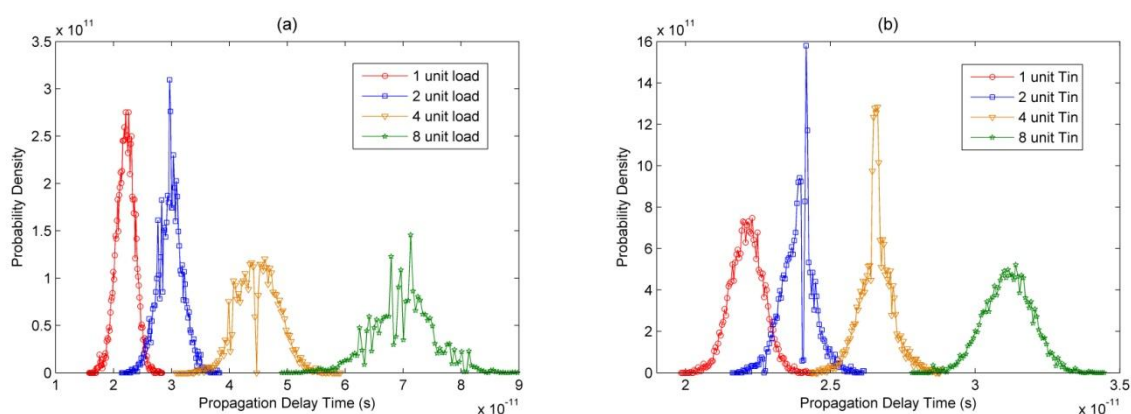 (a)
x 10^11
3.5
3
2.5
2
1.5
1
0.5
0
Probability Density
1 unit load
2 unit load
4 unit load
8 unit load
1 2 3 4 5 6 7 8 9
Propagation Delay Time (s)
x 10^-11
(b)
x 10^11
16
14
12
10
8
6
4
2
0
Probability Density
1 unit Tin
2 unit Tin
4 unit Tin
8 unit Tin
2 2.5 3 3.5
Propagation Delay Time (s)
x 10^-11